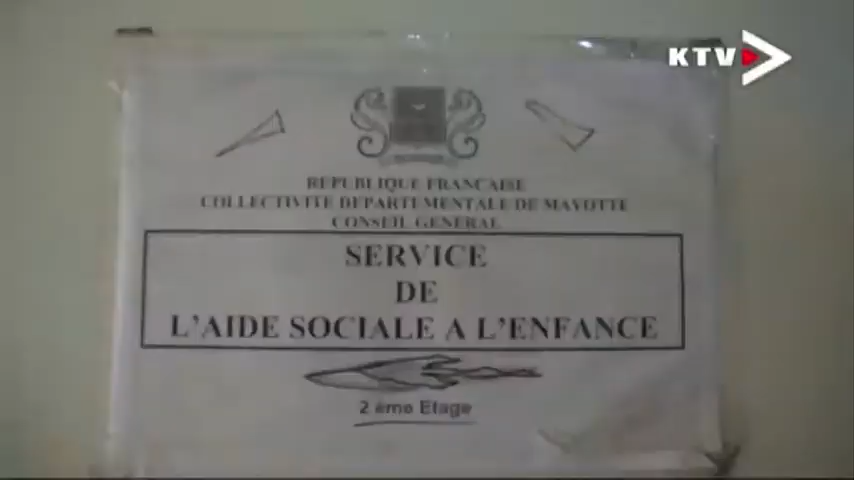 KTV
REPUBLIQUE FRANCAISE
COLLECTIVITE DEPARTEMENTALE DE MAYOTTE
CONSEIL GENERAL
SERVICE
DE
L'AIDE SOCIALE A L'ENFANCE
2 ème Etage